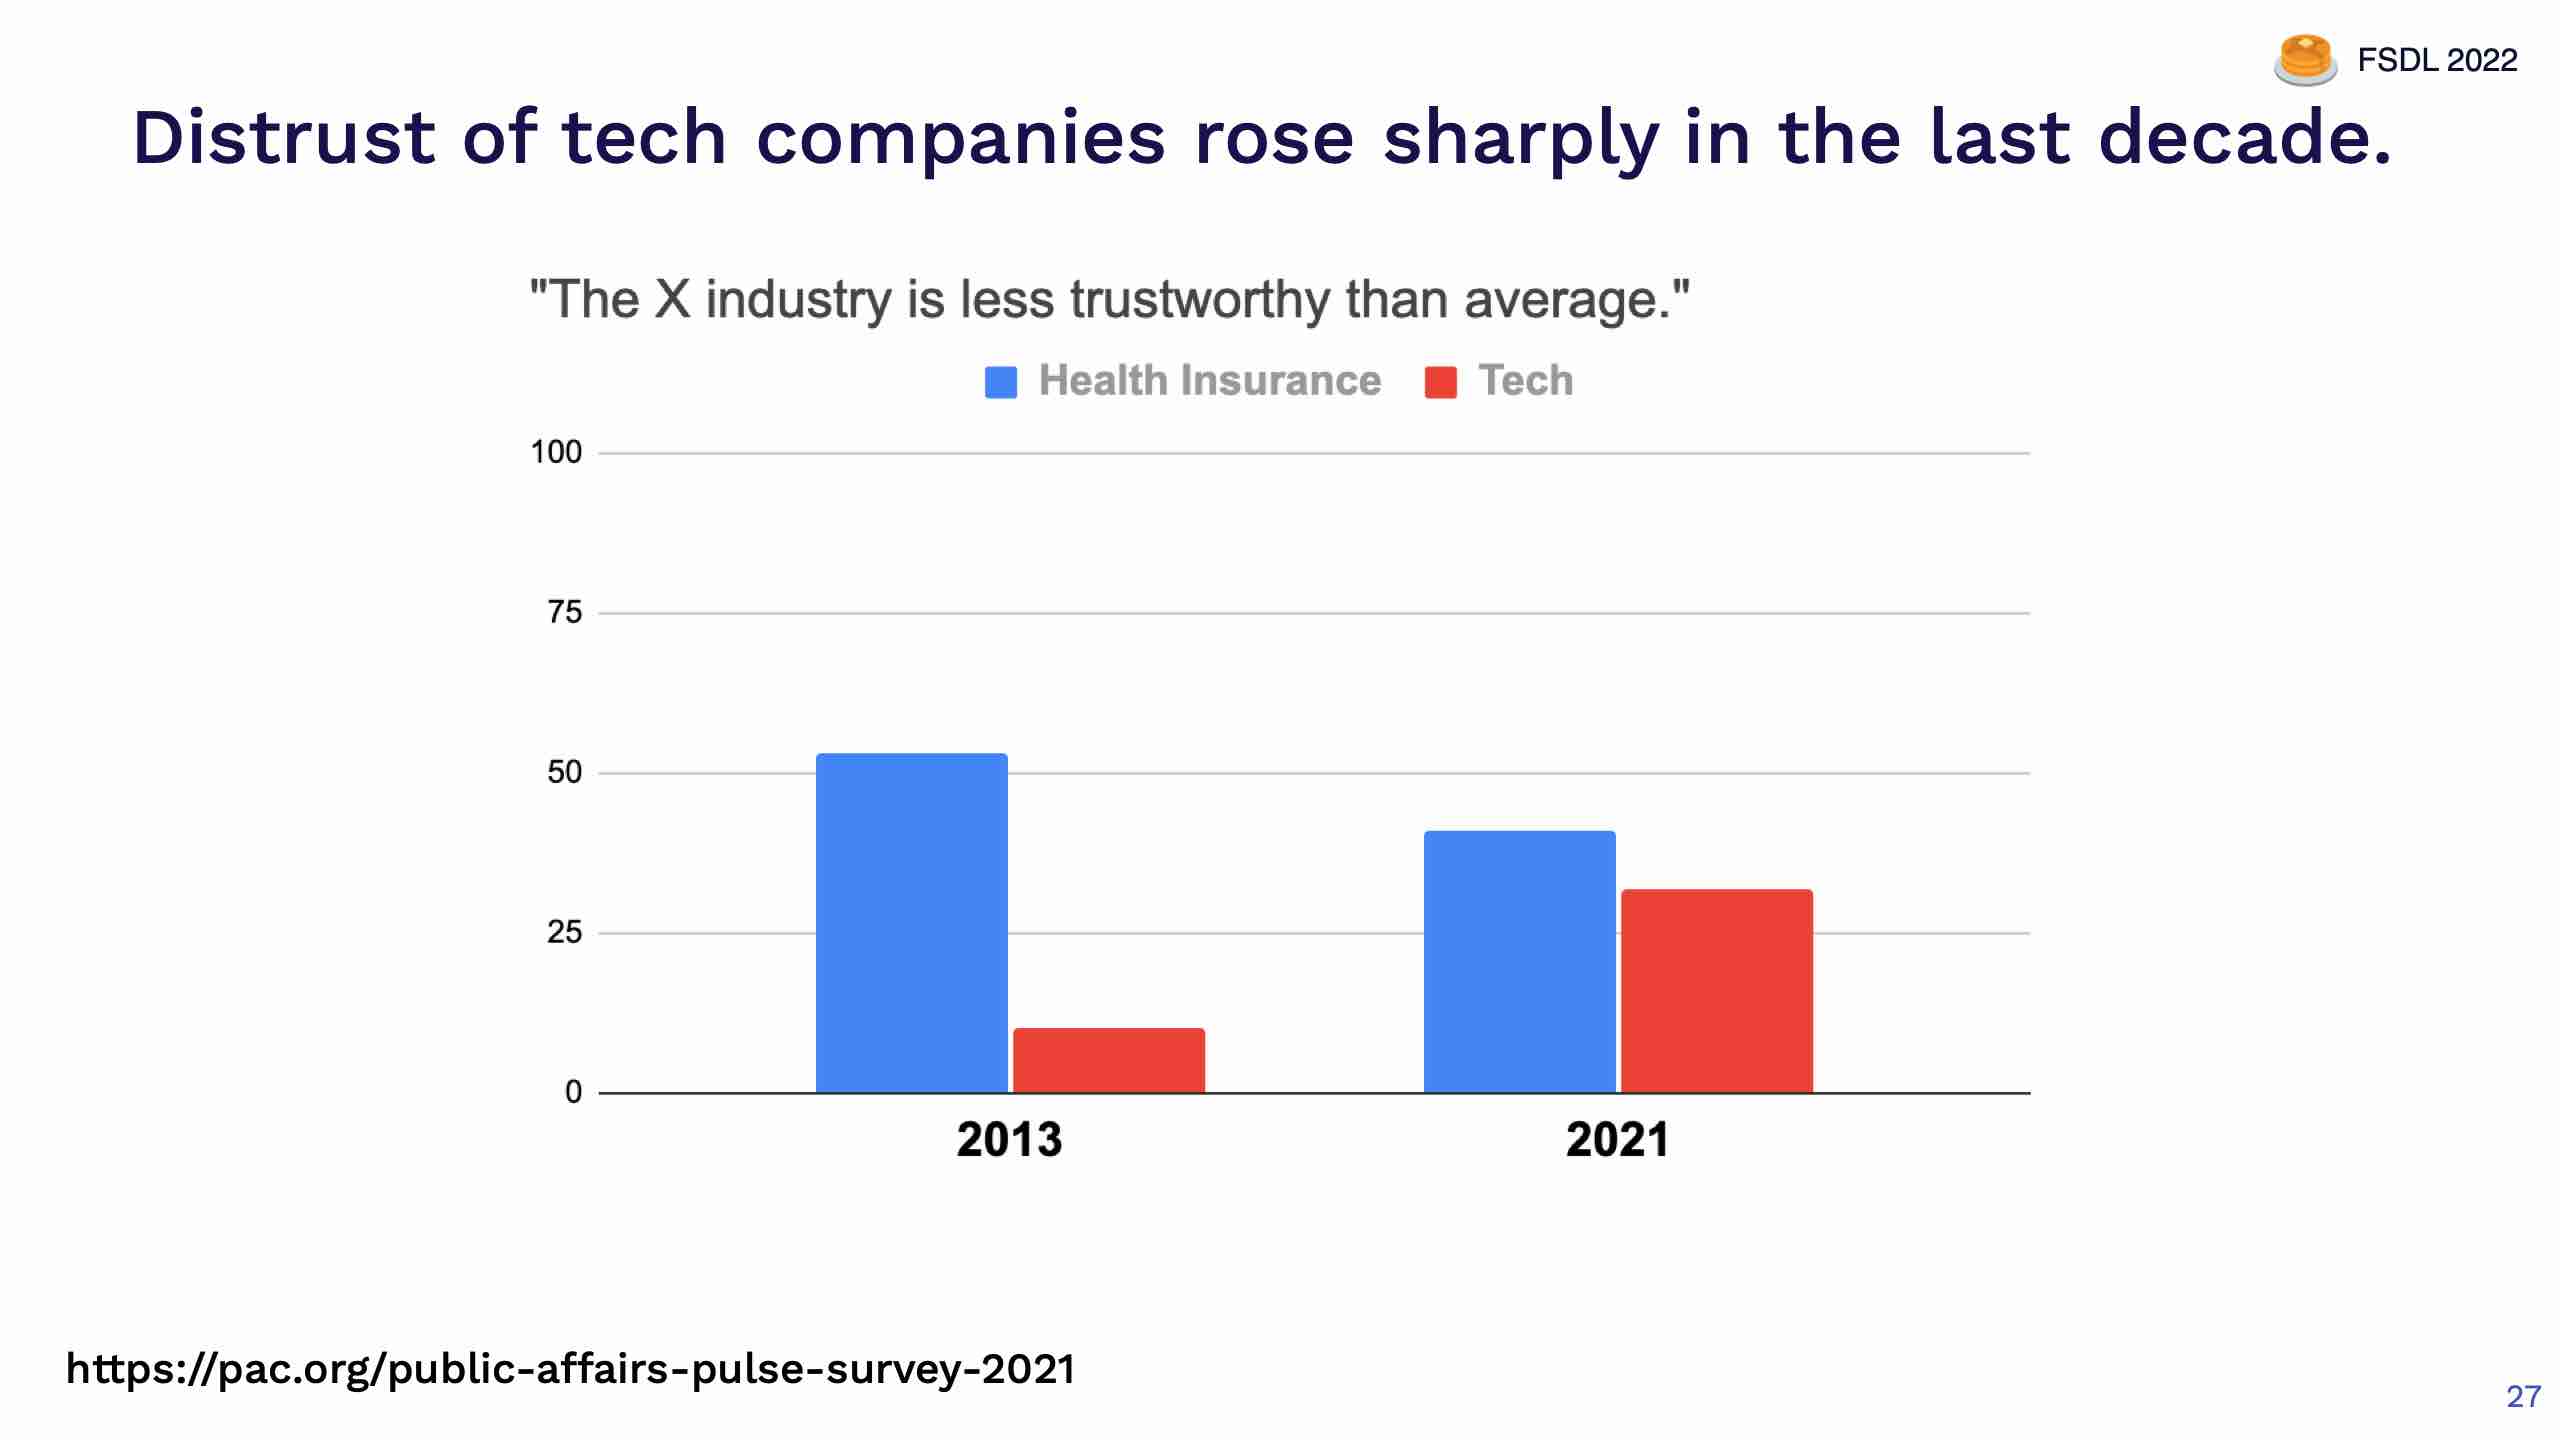 FSDL 2022
Distrust of tech companies rose sharply in the last decade.
"The X industry is less trustworthy than average."
Health Insurance Tech
100
75
50
25
0
2013 2021
https://pac.org/public-affairs-pulse-survey-2021
27